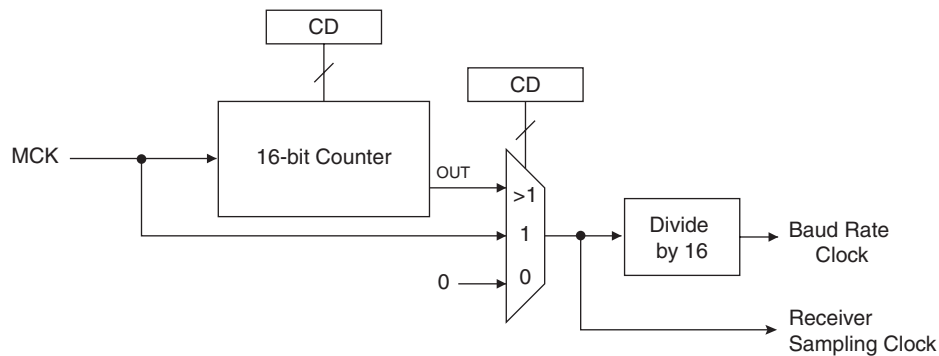 CD
CD
MCK
16-bit Counter
OUT
>1
1
0
0
Divide
by 16
Baud Rate
Clock
Receiver
Sampling Clock